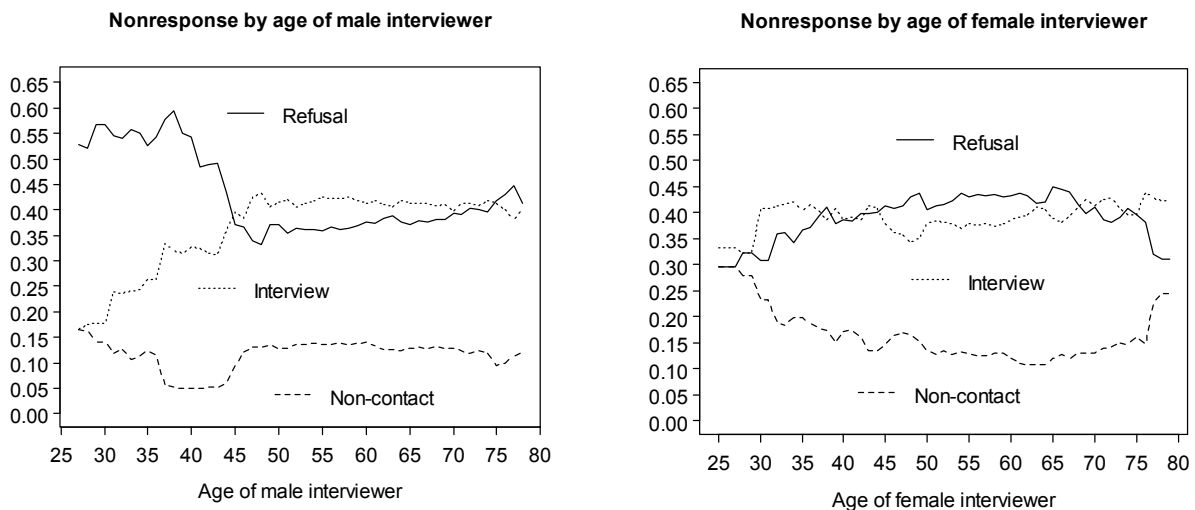 Nonresponse by age of male interviewer
0.65
0.60
0.55
0.50
0.45
0.40
0.35
0.30
0.25
0.20
0.15
0.10
0.05
0.00
Refusal
Interview
Non-contact
25 30 35 40 45 50 55 60 65 70 75 80
Age of male interviewer
Nonresponse by age of female interviewer
0.65
0.60
0.55
0.50
0.45
0.40
0.35
0.30
0.25
0.20
0.15
0.10
0.05
0.00
Refusal
Interview
Non-contact
25 30 35 40 45 50 55 60 65 70 75 80
Age of female interviewer